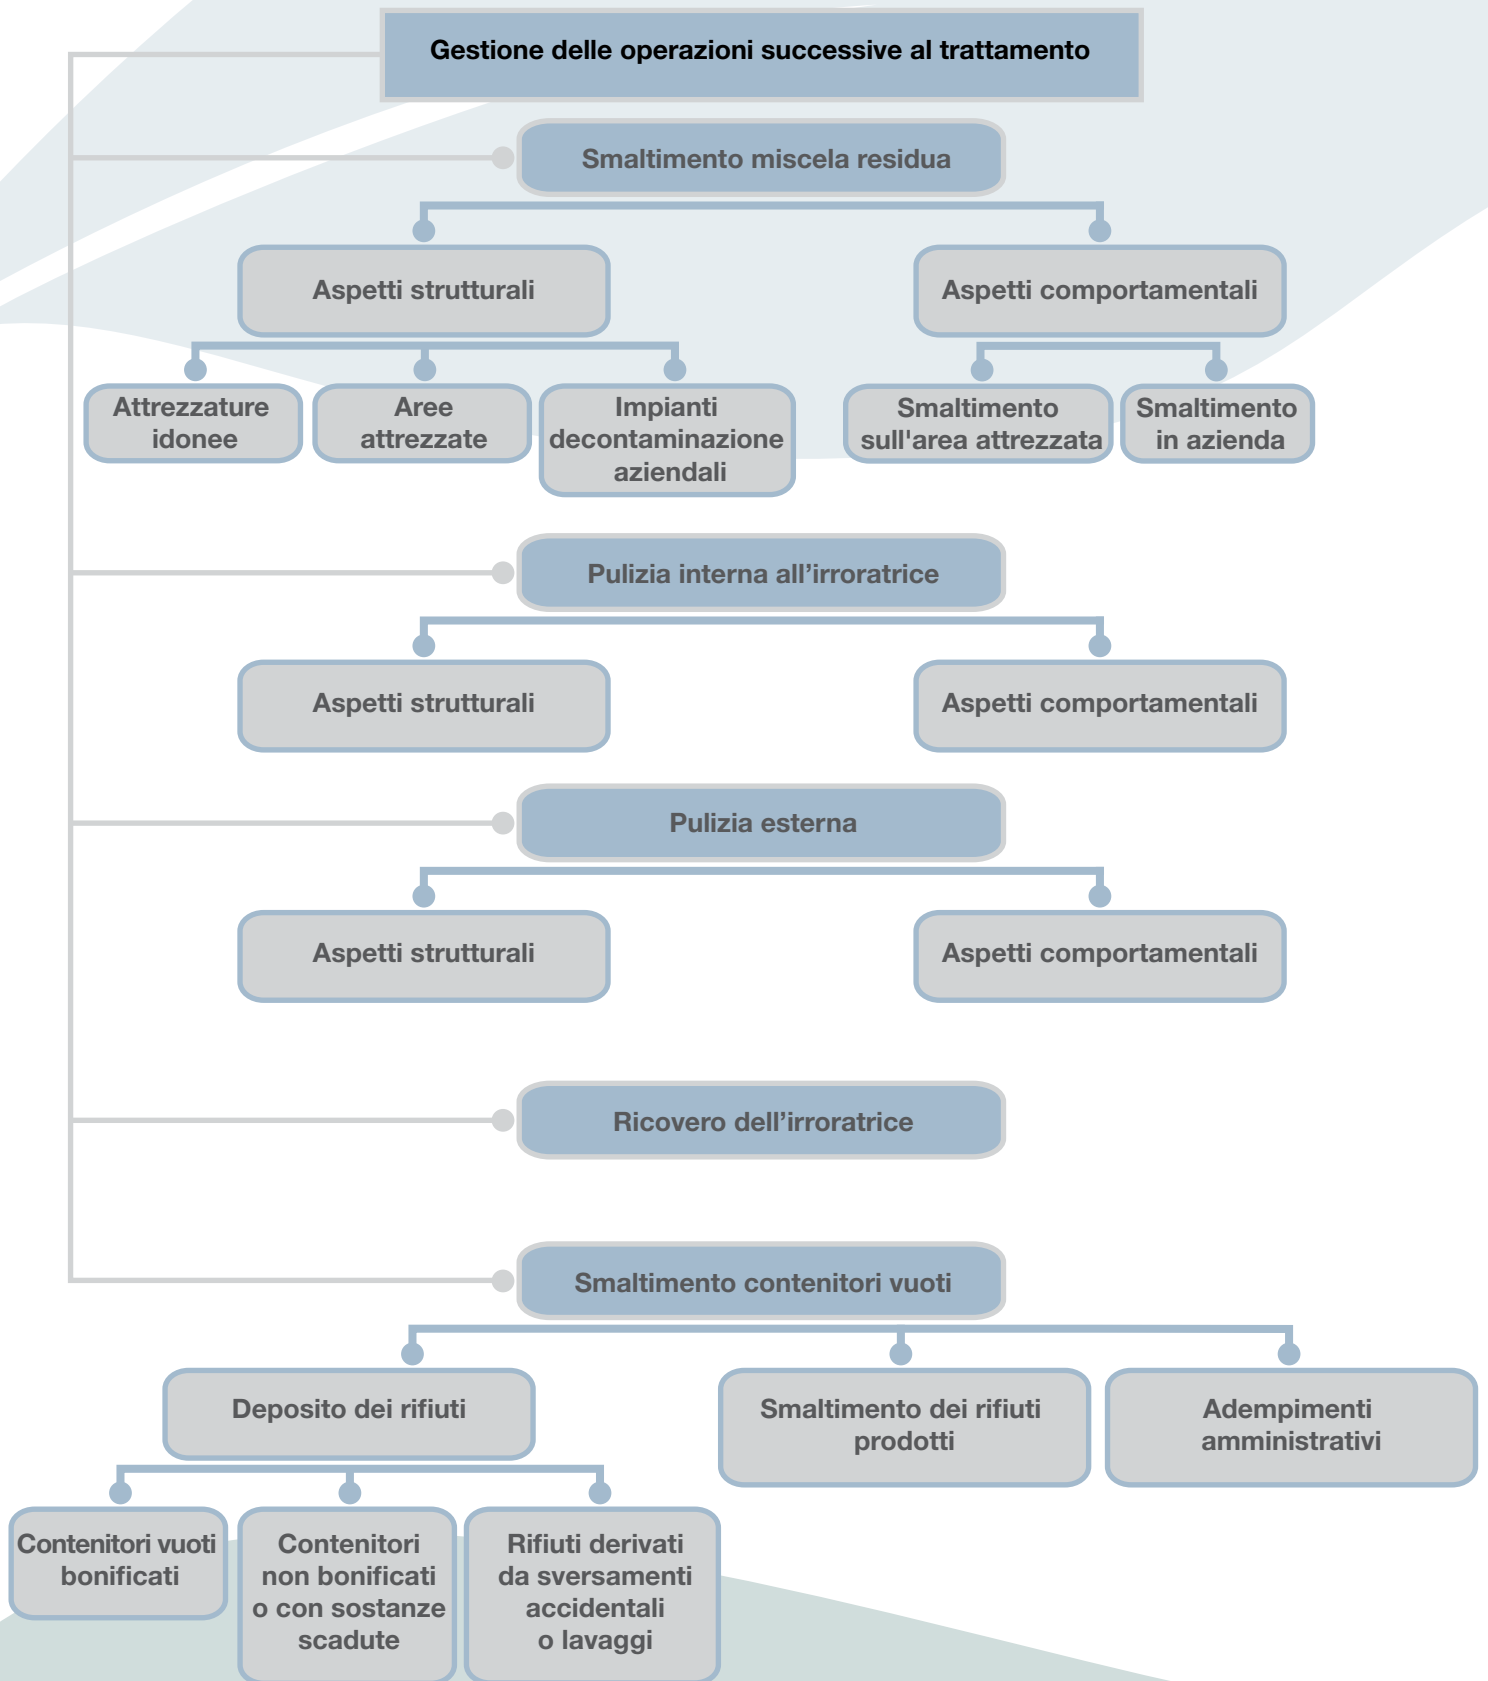 Gestione delle operazioni successive al trattamento
Smaltimento miscela residua
Aspetti strutturali
Aspetti comportamentali
Attrezzature
idonee
Aree
attrezzate
Impianti
decontaminazione
aziendali
Smaltimento
sull'area attrezzata
Smaltimento
in azienda
Pulizia interna all’irroratrice
Aspetti strutturali
Aspetti comportamentali
Pulizia esterna
Aspetti strutturali
Aspetti comportamentali
Ricovero dell’irroratrice
Smaltimento contenitori vuoti
Deposito dei rifiuti
Smaltimento dei rifiuti
prodotti
Adempimenti
amministrativi
Contenitori vuoti
bonificati
Contenitori
non bonificati
o con sostanze
scadute
Rifiuti derivati
da sversamenti
accidentali
o lavaggi